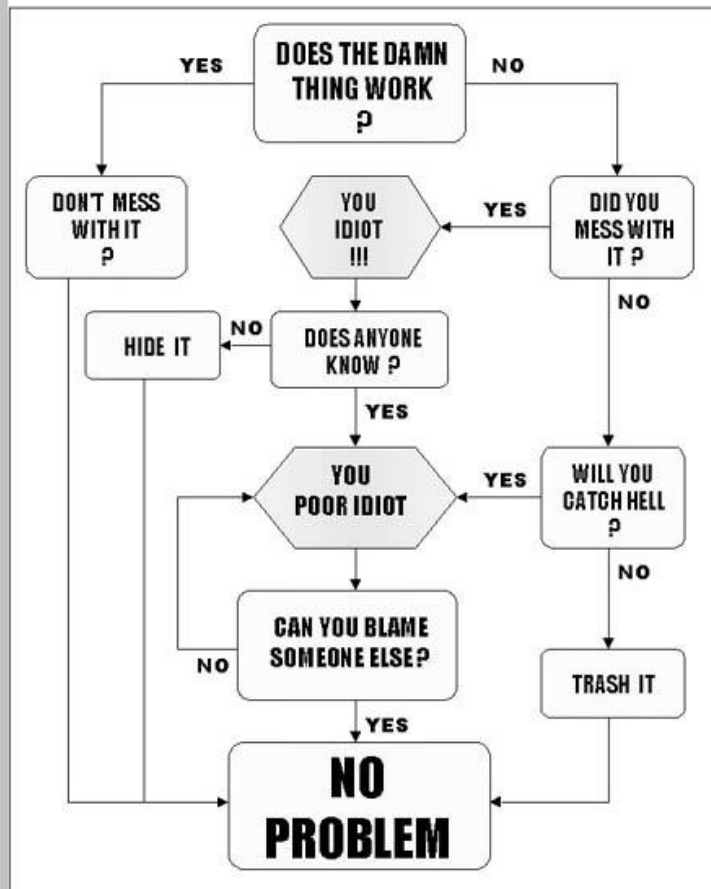 DOES THE DAMN
THING WORK
?
YES
NO
DON'T MESS
WITH IT
?
YOU
IDIOT
!!!
YES
DID YOU
MESS WITH
IT ?
NO
HIDE IT
NO
DOES ANYONE
KNOW ?
YES
YOU
POOR IDIOT
YES
WILL YOU
CATCH HELL
?
NO
CAN YOU BLAME
SOMEONE ELSE?
NO
TRASH IT
YES
NO
PROBLEM